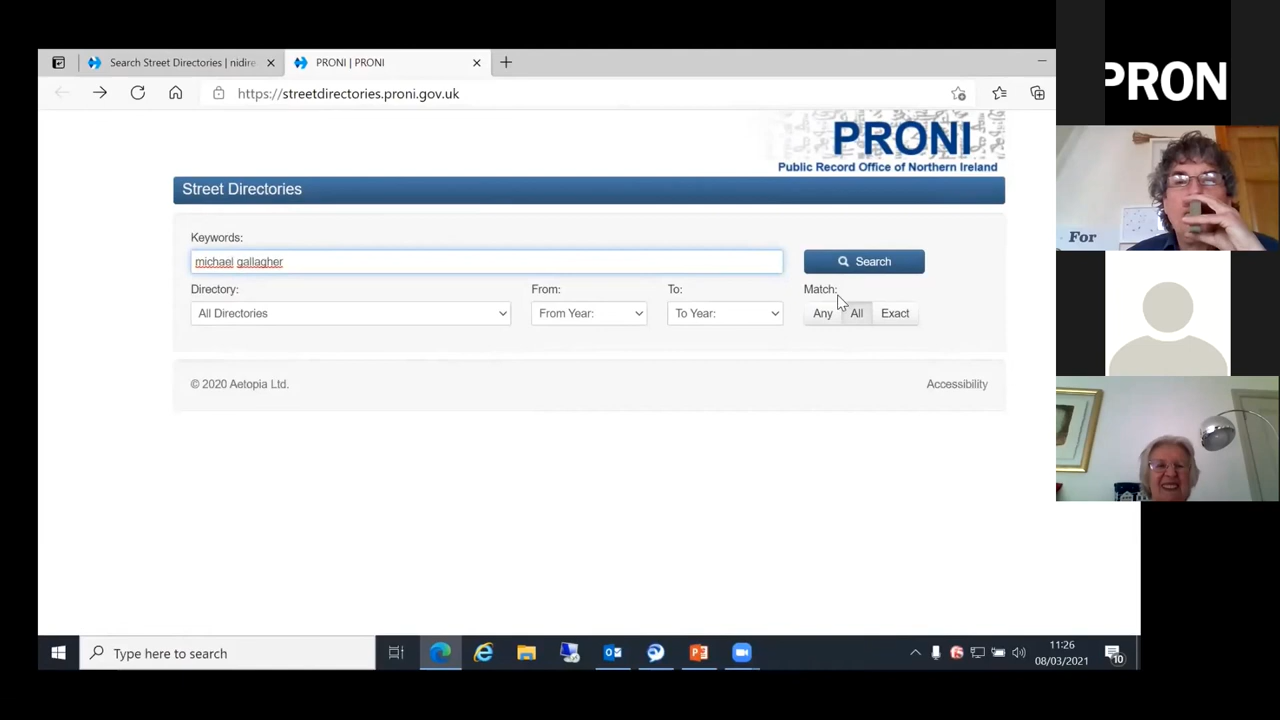 Search Street Directories | nidire
PRONI | PRONI
https://streetdirectories.proni.gov.uk
PRONI
Public Record Office of Northern Ireland
Street Directories
Keywords:
michael gallagher
Search
Directory:
From:
To:
Match:
All Directories
From Year:
To Year:
Any
All
Exact
© 2020 Aetopia Ltd.
Accessibility
Type here to search
11:26
08/03/2021
10
PRON
For